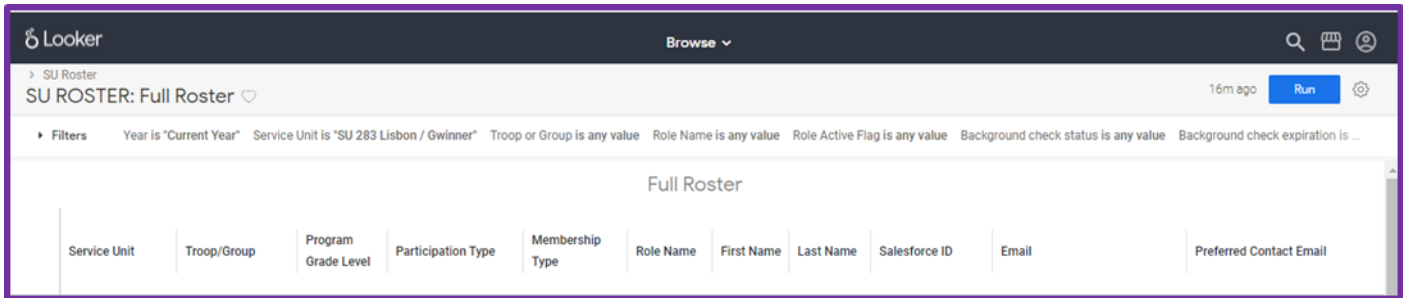 Looker
Browse
> SU Roster
SU ROSTER: Full Roster
16m ago
Run
Filters Year is "Current Year" Service Unit is "SU 283 Lisbon / Gwinner" Troop or Group is any value Role Name is any value Role Active Flag is any value Background check status is any value Background check expiration is ...
Full Roster
Service Unit
Troop/Group
Program
Grade Level
Participation Type
Membership
Type
Role Name
First Name
Last Name
Salesforce ID
Email
Preferred Contact Email